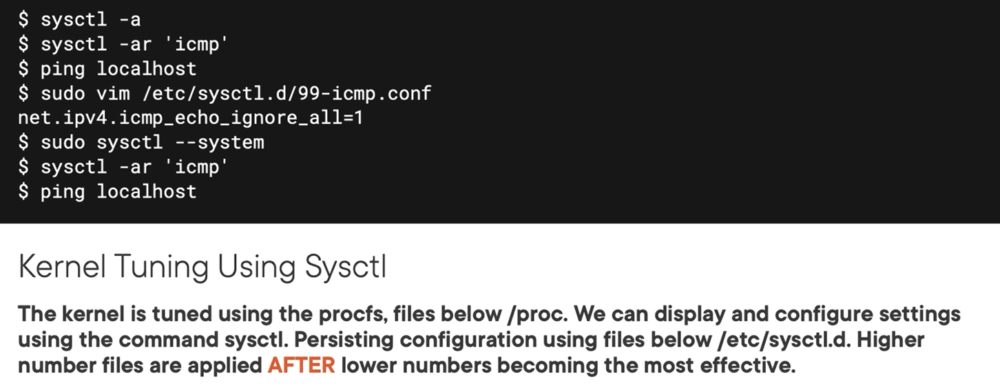 $ sysctl -a
$ sysctl -ar 'icmp'
$ ping localhost
$ sudo vim /etc/sysctl.d/99-icmp.conf
net.ipv4.icmp_echo_ignore_all=1
$ sudo sysctl --system
$ sysctl -ar 'icmp'
$ ping localhost
Kernel Tuning Using Sysctl
The kernel is tuned using the procfs, files below /proc. We can display and configure settings
using the command sysctl. Persisting configuration using files below /etc/sysctl.d. Higher
number files are applied AFTER lower numbers becoming the most effective.